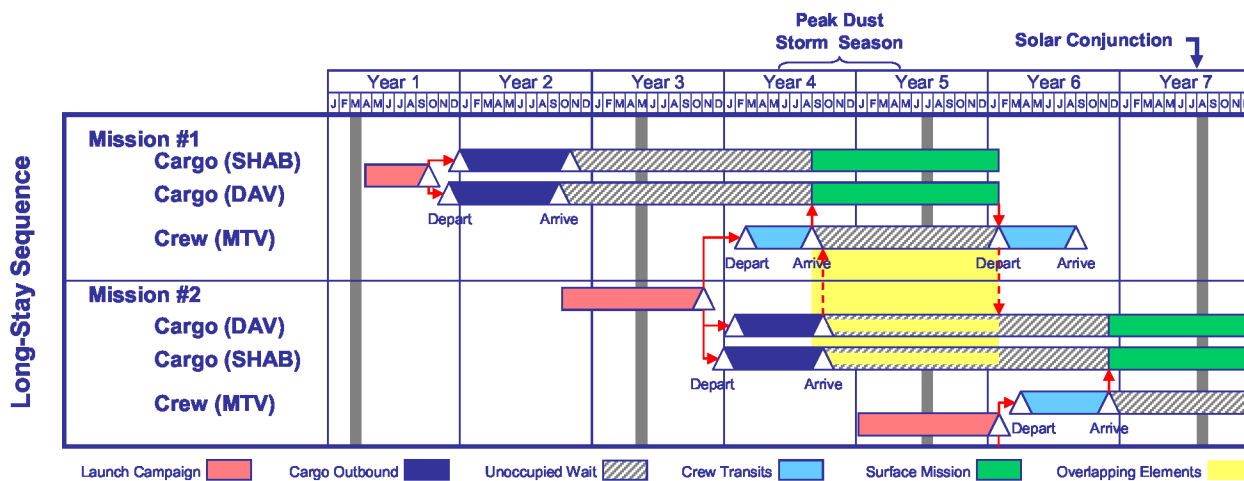 Peak Dust
Storm Season
Solar Conjunction
Year 1 Year 2 Year 3 Year 4 Year 5 Year 6 Year 7
J F M A M J J A S O N D J F M A M J J A S O N D J F M A M J J A S O N D J F M A M J J A S O N D J F M A M J J A S O N D J F M A M J J A S O N D J F M A M J J A S O N D
Long-Stay Sequence
Mission #1
Cargo (SHAB)
Cargo (DAV)
Depart Arrive
Crew (MTV)
Depart Arrive Depart Arrive
Mission #2
Cargo (DAV)
Cargo (SHAB)
Depart Arrive
Crew (MTV)
Depart Arrive
Launch Campaign Cargo Outbound Unoccupied Wait Crew Transits Surface Mission Overlapping Elements